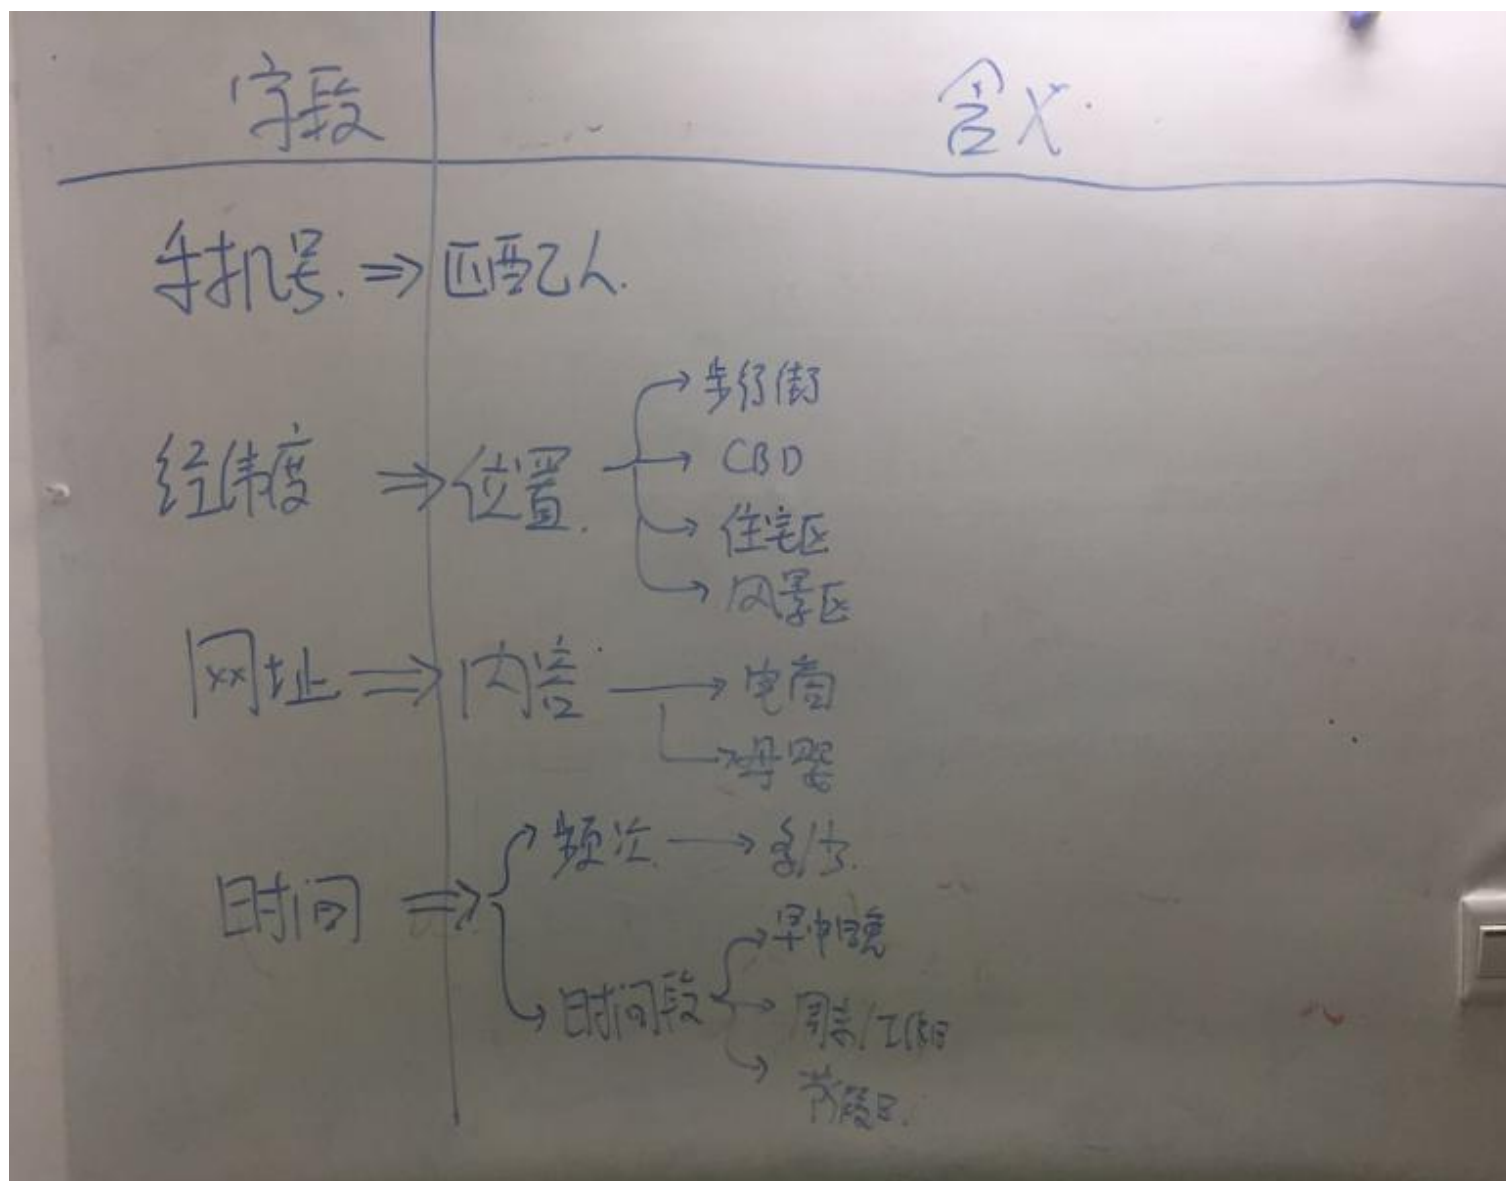 字段 含义
手机号 ⇒ 匹配人
步行街
经纬度 ⇒ 位置 → CBD
住宅区
风景区
网址 ⇒ 内容 → 电商
母婴
频次 → 多/少
时间 ⇒
早中晚
时间段 → 周末/工作日
节假日